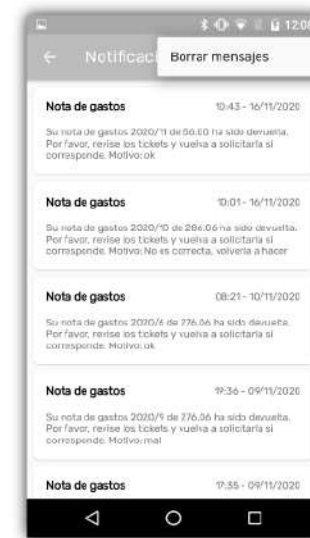 12:08
Notificac
Borrar mensajes
Nota de gastos 10:43 - 16/11/2020
Su nota de gastos 2020/11 de 56.00 ha sido devuelta.
Por favor, revise los tickets y vuelva a solicitarla si
corresponde. Motivo: ok
Nota de gastos 10:01 - 16/11/2020
Su nota de gastos 2020/10 de 286.06 ha sido devuelta.
Por favor, revise los tickets y vuelva a solicitarla si
corresponde. Motivo: No es correcta, volverla a hacer
Nota de gastos 08:21 - 10/11/2020
Su nota de gastos 2020/6 de 276.06 ha sido devuelta.
Por favor, revise los tickets y vuelva a solicitarla si
corresponde. Motivo: ok
Nota de gastos 19:36 - 09/11/2020
Su nota de gastos 2020/9 de 276.06 ha sido devuelta.
Por favor, revise los tickets y vuelva a solicitarla si
corresponde. Motivo: mal
Nota de gastos 17:35 - 09/11/2020